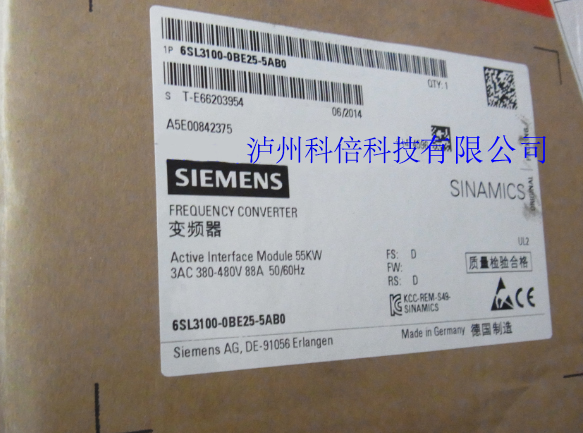 1P 6SL3100-0BE25-5AB0
QTY: 1
S T-E66203954
06/2014
A5E00842375
泸州科倍科技有限公司
SIEMENS
SINAMICS
FREQUENCY CONVERTER
变频器
UL2
Active Interface Module 55KW
3AC 380-480V 88A 50/60Hz
FS: D
FW:
RS: D
质量检验合格
KCC-REM-S49-
SINAMICS
CE
6SL3100-0BE25-5AB0
Made in Germany 德国制造
Siemens AG, DE-91056 Erlangen